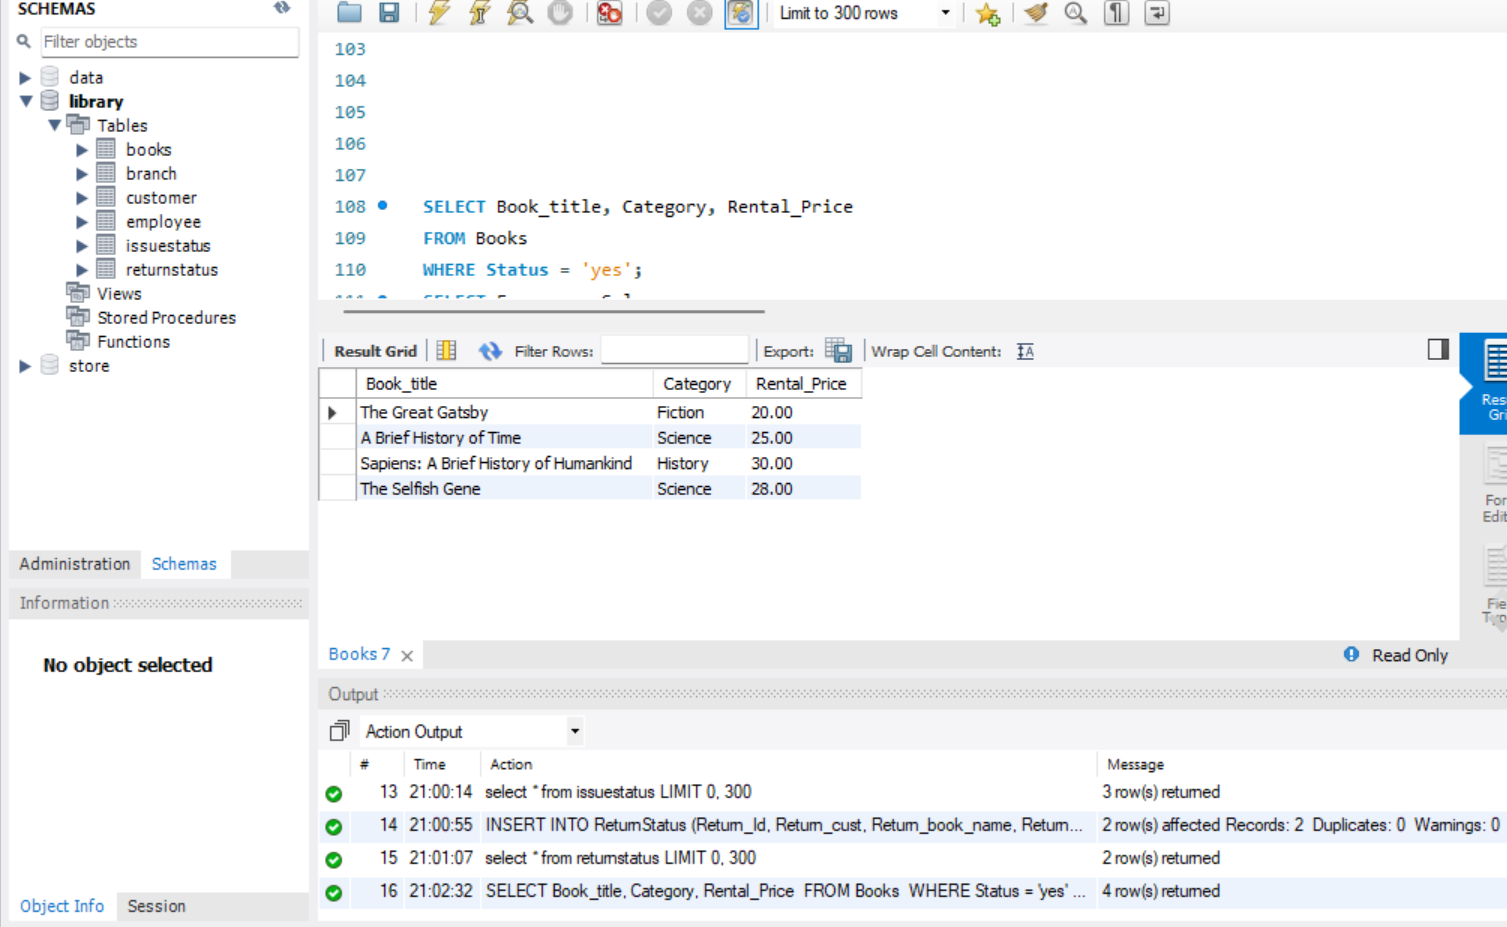 SCHEMAS
Filter objects
data
library
Tables
books
branch
customer
employee
issuestatus
returnstatus
Views
Stored Procedures
Functions
store
Administration Schemas
Information
No object selected
Object Info Session
Limit to 300 rows
103
104
105
106
107
108 SELECT Book_title, Category, Rental_Price
109 FROM Books
110 WHERE Status = 'yes';
Result Grid Filter Rows: Export: Wrap Cell Content:
Book_title Category Rental_Price
The Great Gatsby Fiction 20.00
A Brief History of Time Science 25.00
Sapiens: A Brief History of Humankind History 30.00
The Selfish Gene Science 28.00
Books 7
Read Only
Output
Action Output
# Time Action Message
13 21:00:14 select * from issuestatus LIMIT 0, 300 3 row(s) returned
14 21:00:55 INSERT INTO ReturnStatus (Return_Id, Return_cust, Return_book_name, Return... 2 row(s) affected Records: 2 Duplicates: 0 Warnings: 0
15 21:01:07 select * from returnstatus LIMIT 0, 300 2 row(s) returned
16 21:02:32 SELECT Book_title, Category, Rental_Price FROM Books WHERE Status = 'yes' ... 4 row(s) returned